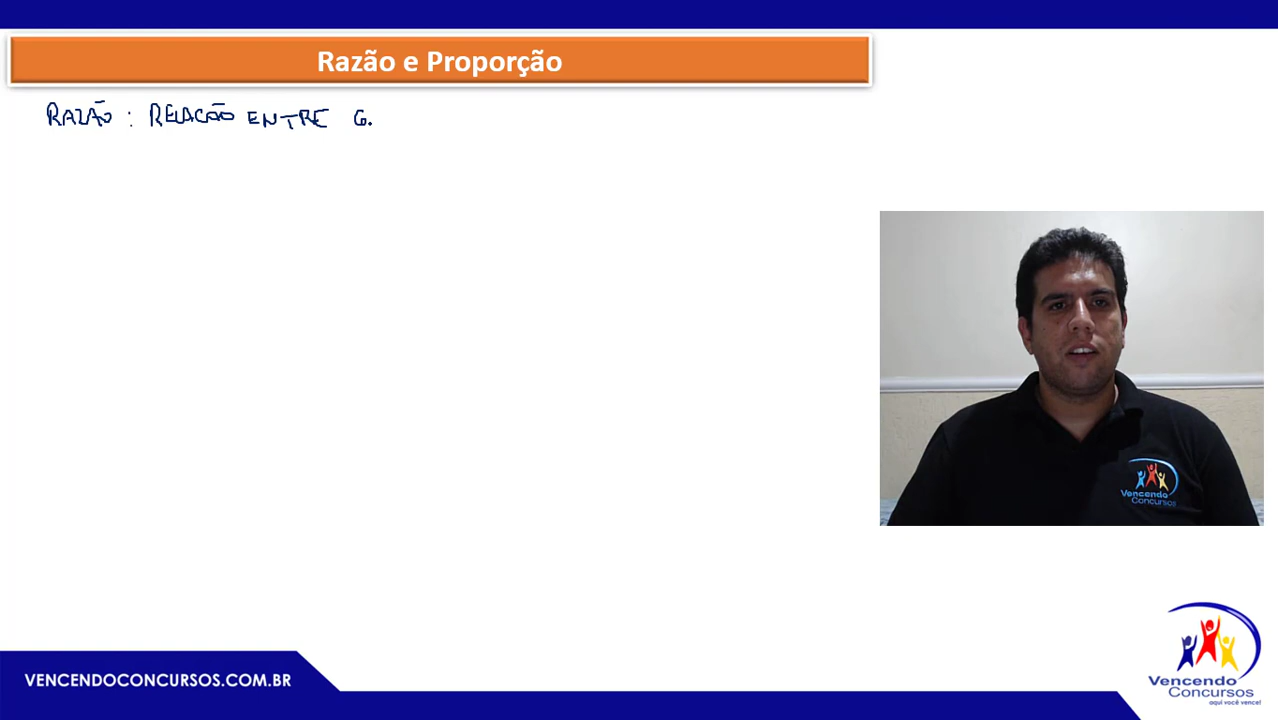 Razão e Proporção
RAZÃO : RELAÇÃO ENTRE G.
Vencendo
Concursos
VENCENDOCONCURSOS.COM.BR
Vencendo
Concursos
aqui você vence!